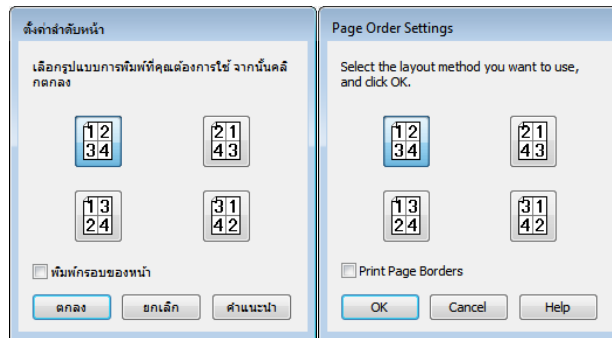 ตั้งค่าลำดับหน้า
เลือกรูปแบบการพิมพ์ที่คุณต้องการใช้ จากนั้นคลิ
กตกลง
1 2
3 4
2 1
4 3
1 3
2 4
3 1
4 2
พิมพ์กรอบของหน้า
ตกลง ยกเลิก คำแนะนำ
Page Order Settings
Select the layout method you want to use,
and click OK.
1 2
3 4
2 1
4 3
1 3
2 4
3 1
4 2
Print Page Borders
OK Cancel Help